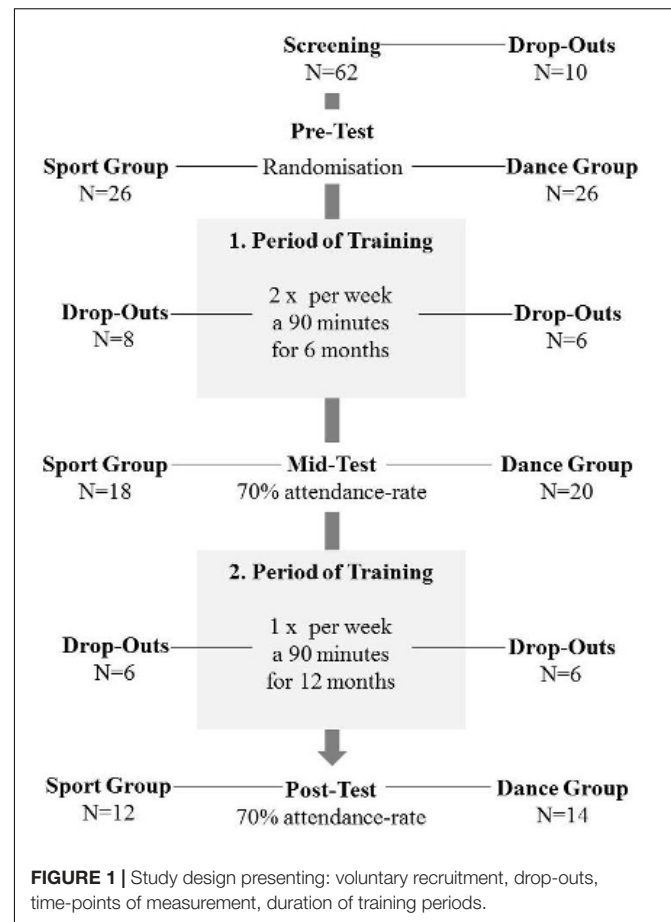 Screening Drop-Outs
N=62 N=10
Pre-Test
Sport Group Randomisation Dance Group
N=26 N=26
1. Period of Training
2 x per week
Drop-Outs a 90 minutes Drop-Outs
N=8 for 6 months N=6
Sport Group Mid-Test Dance Group
N=18 70% attendance-rate N=20
2. Period of Training
1 x per week
Drop-Outs a 90 minutes Drop-Outs
N=6 for 12 months N=6
Sport Group Post-Test Dance Group
N=12 70% attendance-rate N=14
FIGURE 1 | Study design presenting: voluntary recruitment, drop-outs,
time-points of measurement, duration of training periods.